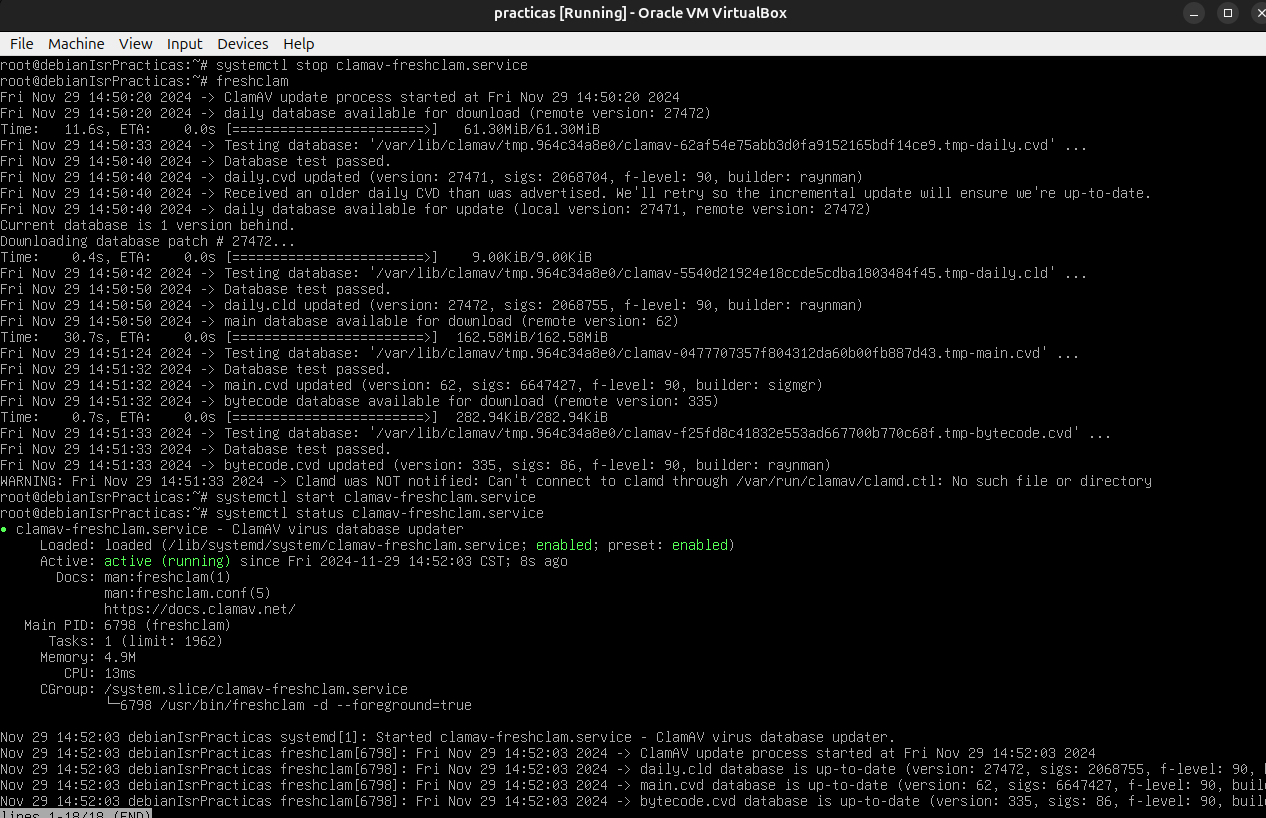 practicas [Running] - Oracle VM VirtualBox
File Machine View Input Devices Help
root@debianIsrPracticas:~# systemctl stop clamav-freshclam.service
root@debianIsrPracticas:~# freshclam
Fri Nov 29 14:50:20 2024 -> ClamAV update process started at Fri Nov 29 14:50:20 2024
Fri Nov 29 14:50:20 2024 -> daily database available for download (remote version: 27472)
Time:   11.6s, ETA:    0.0s [========================>]   61.30MiB/61.30MiB
Fri Nov 29 14:50:33 2024 -> Testing database: '/var/lib/clamav/tmp.964c34a8e0/clamav-62af54e75abb3d0fa9152165bdf14ce9.tmp-daily.cvd' ...
Fri Nov 29 14:50:40 2024 -> Database test passed.
Fri Nov 29 14:50:40 2024 -> daily.cvd updated (version: 27471, sigs: 2068704, f-level: 90, builder: raynman)
Fri Nov 29 14:50:40 2024 -> Received an older daily CVD than was advertised. We'll retry so the incremental update will ensure we're up-to-date.
Fri Nov 29 14:50:40 2024 -> daily database available for update (local version: 27471, remote version: 27472)
Current database is 1 version behind.
Downloading database patch # 27472...
Time:    0.4s, ETA:    0.0s [========================>]    9.00KiB/9.00KiB
Fri Nov 29 14:50:42 2024 -> Testing database: '/var/lib/clamav/tmp.964c34a8e0/clamav-5540d21924e18ccde5cdba1803484f45.tmp-daily.cld' ...
Fri Nov 29 14:50:50 2024 -> Database test passed.
Fri Nov 29 14:50:50 2024 -> daily.cld updated (version: 27472, sigs: 2068755, f-level: 90, builder: raynman)
Fri Nov 29 14:50:50 2024 -> main database available for download (remote version: 62)
Time:   30.7s, ETA:    0.0s [========================>]  162.58MiB/162.58MiB
Fri Nov 29 14:51:24 2024 -> Testing database: '/var/lib/clamav/tmp.964c34a8e0/clamav-0477707357f804312da60b00fb887d43.tmp-main.cvd' ...
Fri Nov 29 14:51:32 2024 -> Database test passed.
Fri Nov 29 14:51:32 2024 -> main.cvd updated (version: 62, sigs: 6647427, f-level: 90, builder: sigmgr)
Fri Nov 29 14:51:32 2024 -> bytecode database available for download (remote version: 335)
Time:    0.7s, ETA:    0.0s [========================>]  282.94KiB/282.94KiB
Fri Nov 29 14:51:33 2024 -> Testing database: '/var/lib/clamav/tmp.964c34a8e0/clamav-f25fd8c41832e553ad667700b770c68f.tmp-bytecode.cvd' ...
Fri Nov 29 14:51:33 2024 -> Database test passed.
Fri Nov 29 14:51:33 2024 -> bytecode.cvd updated (version: 335, sigs: 86, f-level: 90, builder: raynman)
WARNING: Fri Nov 29 14:51:33 2024 -> Clamd was NOT notified: Can't connect to clamd through /var/run/clamav/clamd.ctl: No such file or directory
root@debianIsrPracticas:~# systemctl start clamav-freshclam.service
root@debianIsrPracticas:~# systemctl status clamav-freshclam.service
● clamav-freshclam.service - ClamAV virus database updater
     Loaded: loaded (/lib/systemd/system/clamav-freshclam.service; enabled; preset: enabled)
     Active: active (running) since Fri 2024-11-29 14:52:03 CST; 8s ago
       Docs: man:freshclam(1)
             man:freshclam.conf(5)
             https://docs.clamav.net/
   Main PID: 6798 (freshclam)
      Tasks: 1 (limit: 1962)
     Memory: 4.9M
        CPU: 13ms
     CGroup: /system.slice/clamav-freshclam.service
             └─6798 /usr/bin/freshclam -d --foreground=true
Nov 29 14:52:03 debianIsrPracticas systemd[1]: Started clamav-freshclam.service - ClamAV virus database updater.
Nov 29 14:52:03 debianIsrPracticas freshclam[6798]: Fri Nov 29 14:52:03 2024 -> ClamAV update process started at Fri Nov 29 14:52:03 2024
Nov 29 14:52:03 debianIsrPracticas freshclam[6798]: Fri Nov 29 14:52:03 2024 -> daily.cld database is up-to-date (version: 27472, sigs: 2068755, f-level: 90,
Nov 29 14:52:03 debianIsrPracticas freshclam[6798]: Fri Nov 29 14:52:03 2024 -> main.cvd database is up-to-date (version: 62, sigs: 6647427, f-level: 90, buil
Nov 29 14:52:03 debianIsrPracticas freshclam[6798]: Fri Nov 29 14:52:03 2024 -> bytecode.cvd database is up-to-date (version: 335, sigs: 86, f-level: 90, buil
lines 1-18/18 (END)